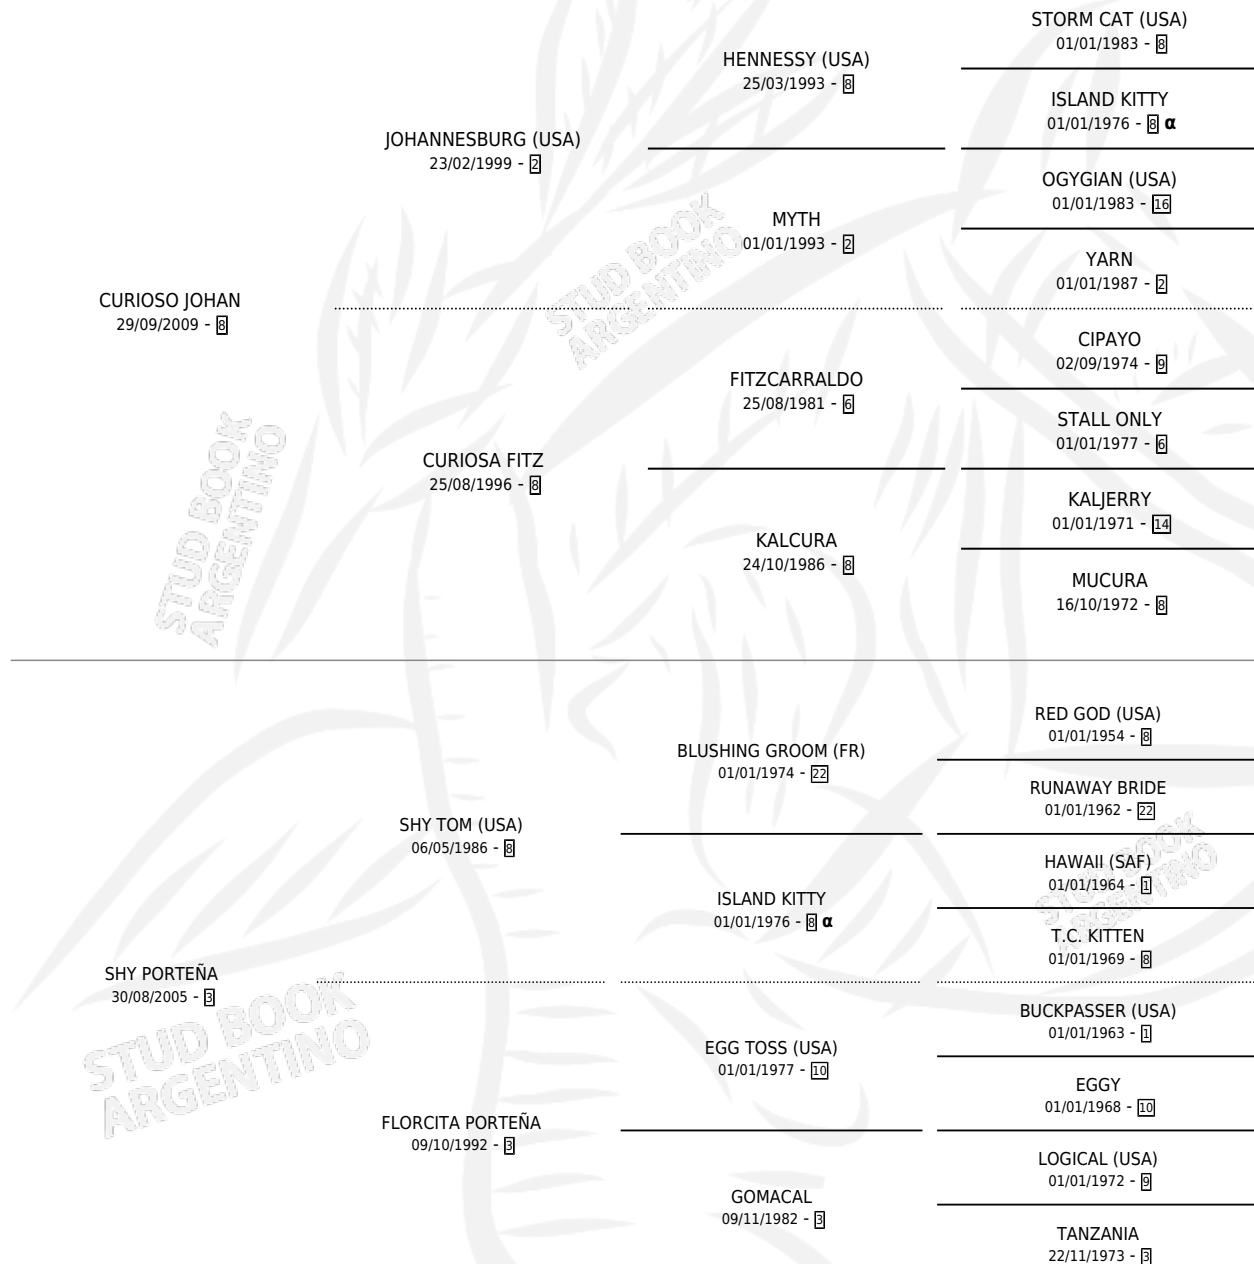 STORM CAT (USA)
01/01/1983 - 8
HENNESSY (USA)
25/03/1993 - 8
ISLAND KITTY
01/01/1976 - 8 α
JOHANNESBURG (USA)
23/02/1999 - 2
OGYGIAN (USA)
01/01/1983 - 16
MYTH
01/01/1993 - 2
YARN
01/01/1987 - 2
STUD BOOK
ARGENTINO
CURIOSO JOHAN
29/09/2009 - 8
CIPAYO
02/09/1974 - 9
FITZCARRALDO
25/08/1981 - 6
STALL ONLY
01/01/1977 - 6
CURIOSA FITZ
25/08/1996 - 8
KALJERRY
01/01/1971 - 14
KALCURA
24/10/1986 - 8
MUCURA
16/10/1972 - 8
STUD BOOK
ARGENTINO
RED GOD (USA)
01/01/1954 - 8
BLUSHING GROOM (FR)
01/01/1974 - 22
RUNAWAY BRIDE
01/01/1962 - 22
SHY TOM (USA)
06/05/1986 - 8
HAWAII (SAF)
01/01/1964 - 1
STUD BOOK
ARGENTINO
ISLAND KITTY
01/01/1976 - 8 α
T.C. KITTEN
01/01/1969 - 8
SHY PORTEÑA
30/08/2005 - 3
STUD BOOK
ARGENTINO
BUCKPASSER (USA)
01/01/1963 - 1
EGG TOSS (USA)
01/01/1977 - 10
EGGY
01/01/1968 - 10
FLORCITA PORTEÑA
09/10/1992 - 3
LOGICAL (USA)
01/01/1972 - 9
GOMACAL
09/11/1982 - 3
TANZANIA
22/11/1973 - 3